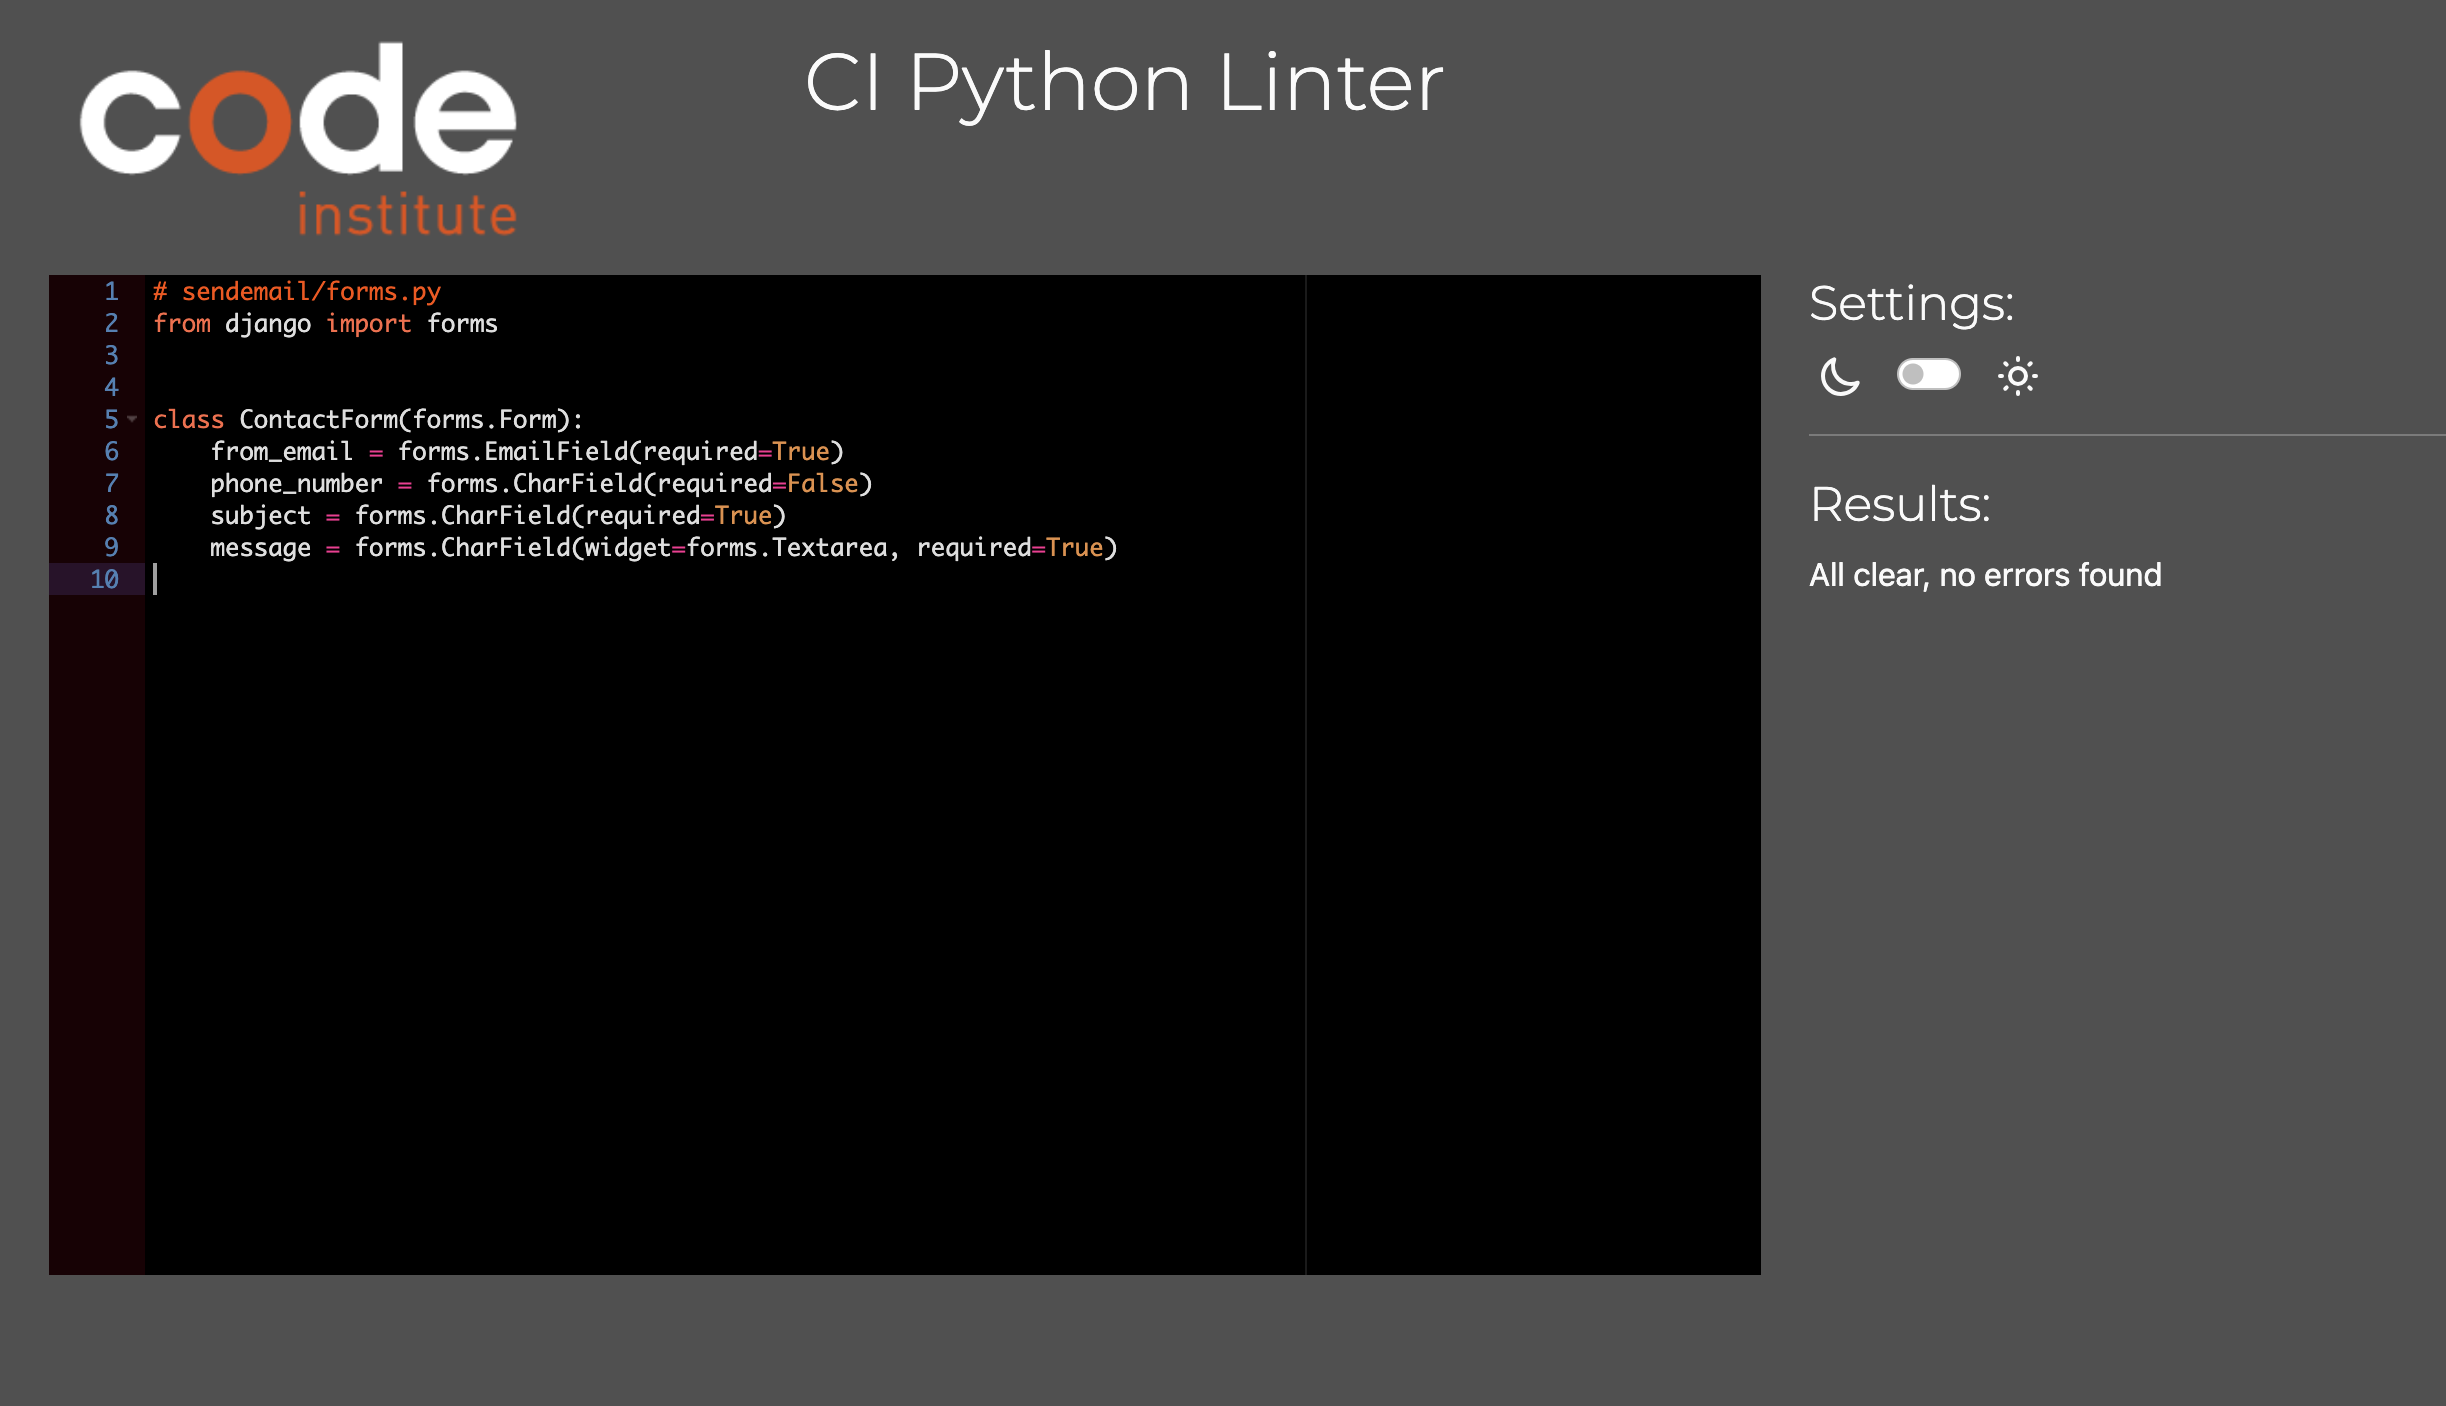 code
institute
CI Python Linter
1 # sendemail/forms.py
2 from django import forms
3
4
5 class ContactForm(forms.Form):
6     from_email = forms.EmailField(required=True)
7     phone_number = forms.CharField(required=False)
8     subject = forms.CharField(required=True)
9     message = forms.CharField(widget=forms.Textarea, required=True)
10
Settings:
Results:
All clear, no errors found